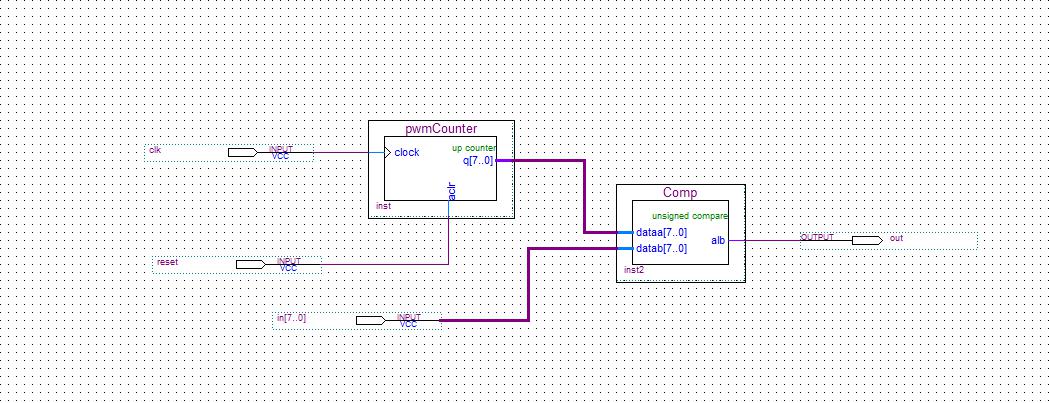 pwmCounter
clk
INPUT
VCC
clock
up counter
q[7..0]
aclr
inst
Comp
unsigned compare
dataa[7..0]
datab[7..0]
alb
inst2
OUTPUT
out
reset
INPUT
VCC
in[7..0]
INPUT
VCC